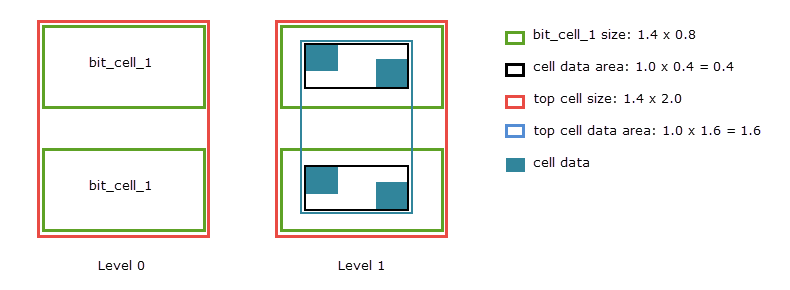 bit_cell_1
bit_cell_1
Level 0
Level 1
bit_cell_1 size: 1.4 x 0.8
cell data area: 1.0 x 0.4 = 0.4
top cell size: 1.4 x 2.0
top cell data area: 1.0 x 1.6 = 1.6
cell data